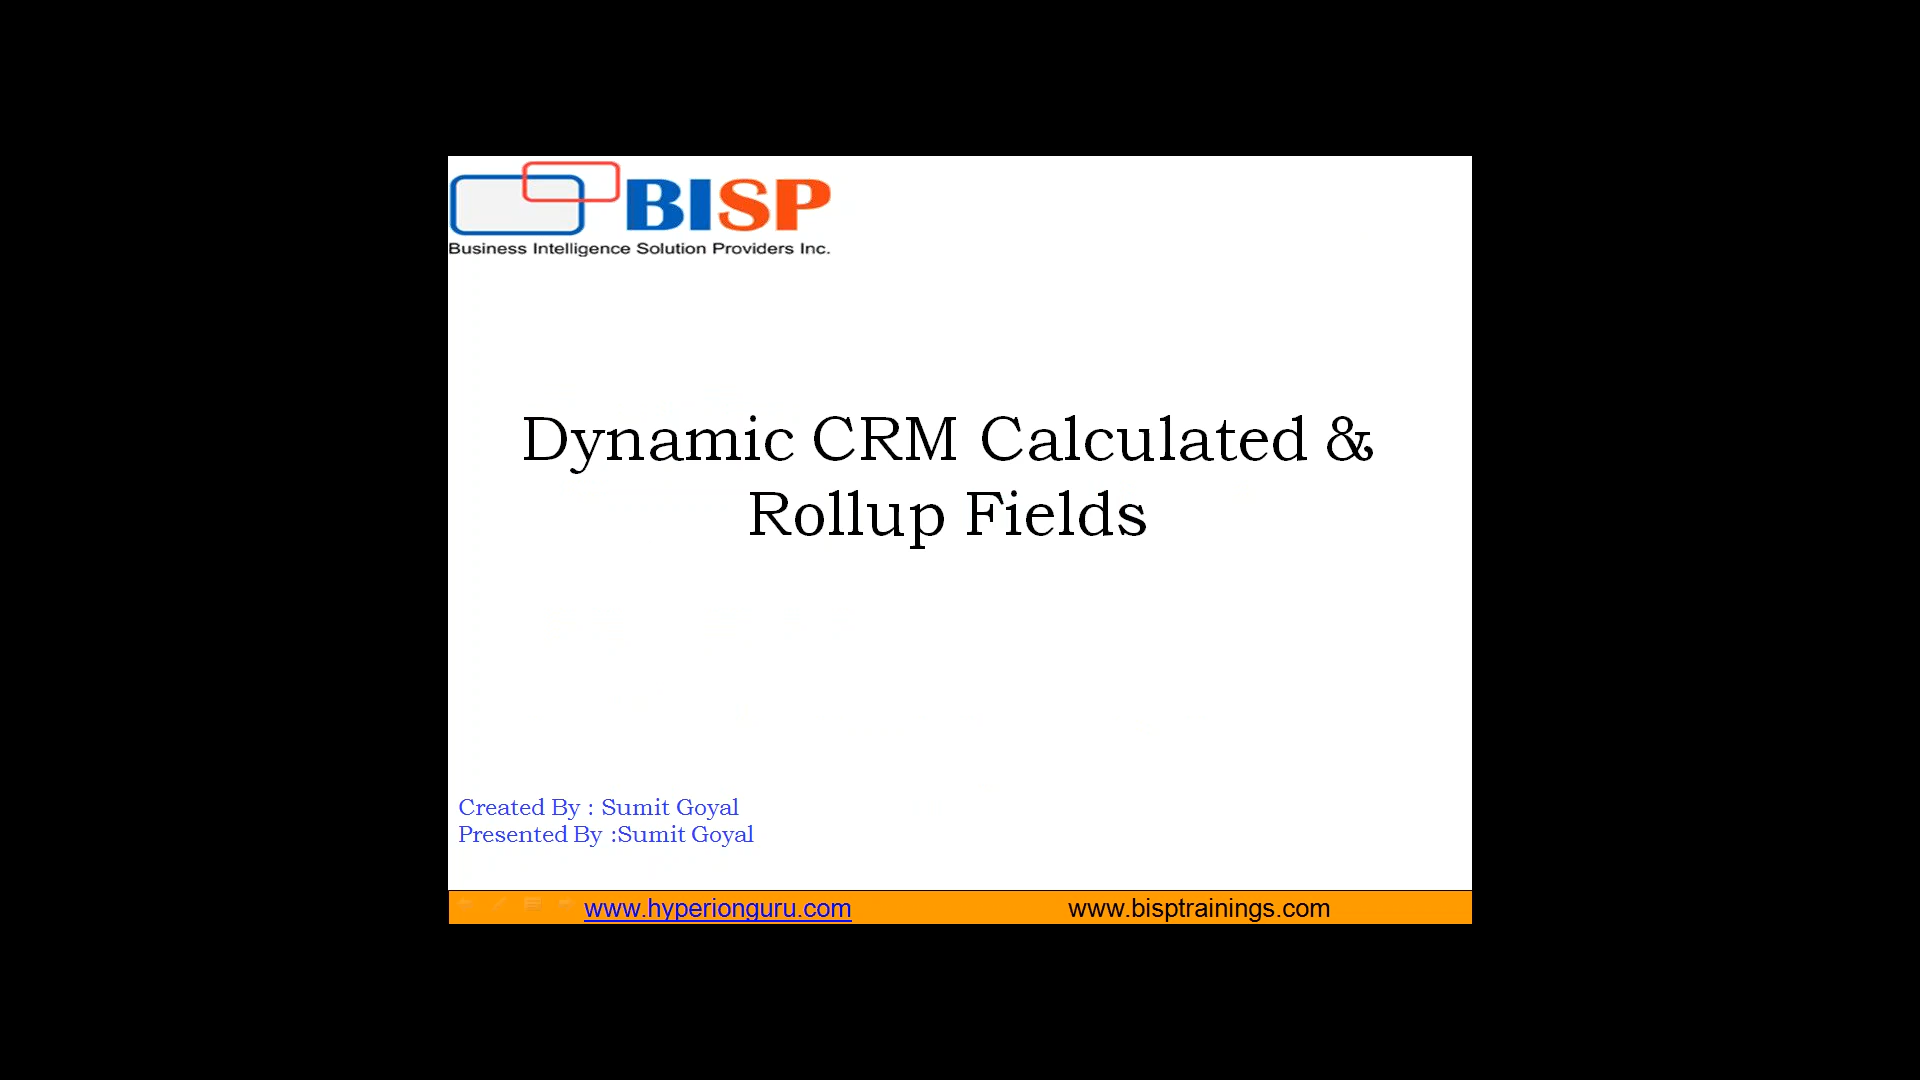 BISP
Business Intelligence Solution Providers Inc.
Dynamic CRM Calculated &
Rollup Fields
Created By : Sumit Goyal
Presented By :Sumit Goyal
www.hyperionguru.com www.bisptrainings.com